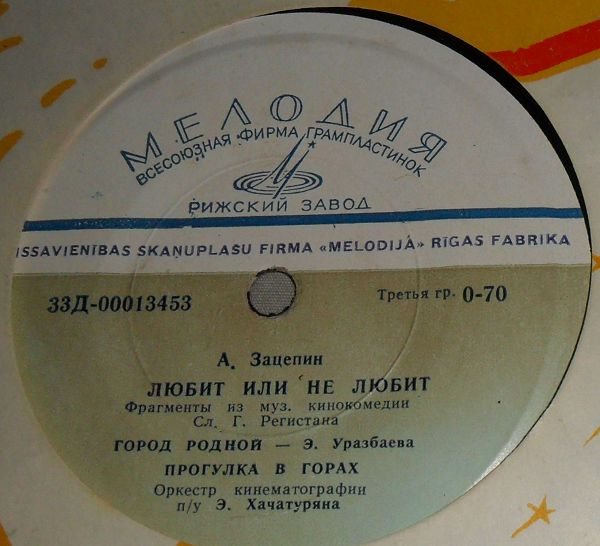 МЕЛОДИЯ
ВСЕСОЮЗНАЯ ФИРМА ГРАМПЛАСТИНОК
РИЖСКИЙ ЗАВОД
ISSAVIENĪBAS SKAŅUPLAŠU FIRMA «MELODIJA» RĪGAS FABRIKA
33Д-00013453
Третья гр. 0-70
А. Зацепин
ЛЮБИТ ИЛИ НЕ ЛЮБИТ
Фрагменты из муз. кинокомедии
Сл. Г. Регистана
ГОРОД РОДНОЙ — Э. Уразбаева
ПРОГУЛКА В ГОРАХ
Оркестр кинематографии
п/у Э. Хачатуряна